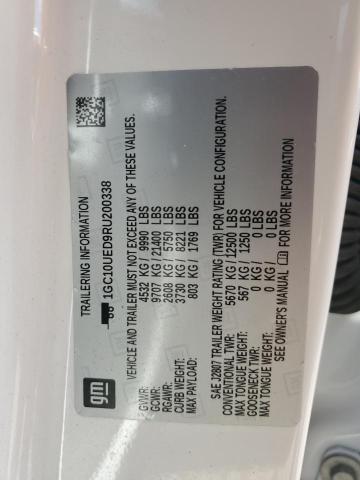 gm
TRAILERING INFORMATION
1GC10UED9RU200338
VEHICLE AND TRAILER MUST NOT EXCEED ANY OF THESE VALUES.
GVWR: 4532 KG / 9990 LBS
GCWR: 9707 KG / 21400 LBS
RGAWR: 2608 KG / 5750 LBS
CURB WEIGHT: 3730 KG / 8221 LBS
MAX PAYLOAD: 803 KG / 1769 LBS
SAE J2807 TRAILER WEIGHT RATING (TWR) FOR VEHICLE CONFIGURATION.
CONVENTIONAL TWR: 5670 KG / 12500 LBS
MAX TONGUE WEIGHT: 567 KG / 1250 LBS
GOOSENECK TWR: 0 KG / 0 LBS
MAX TONGUE WEIGHT: 0 KG / 0 LBS
SEE OWNER'S MANUAL FOR MORE INFORMATION.